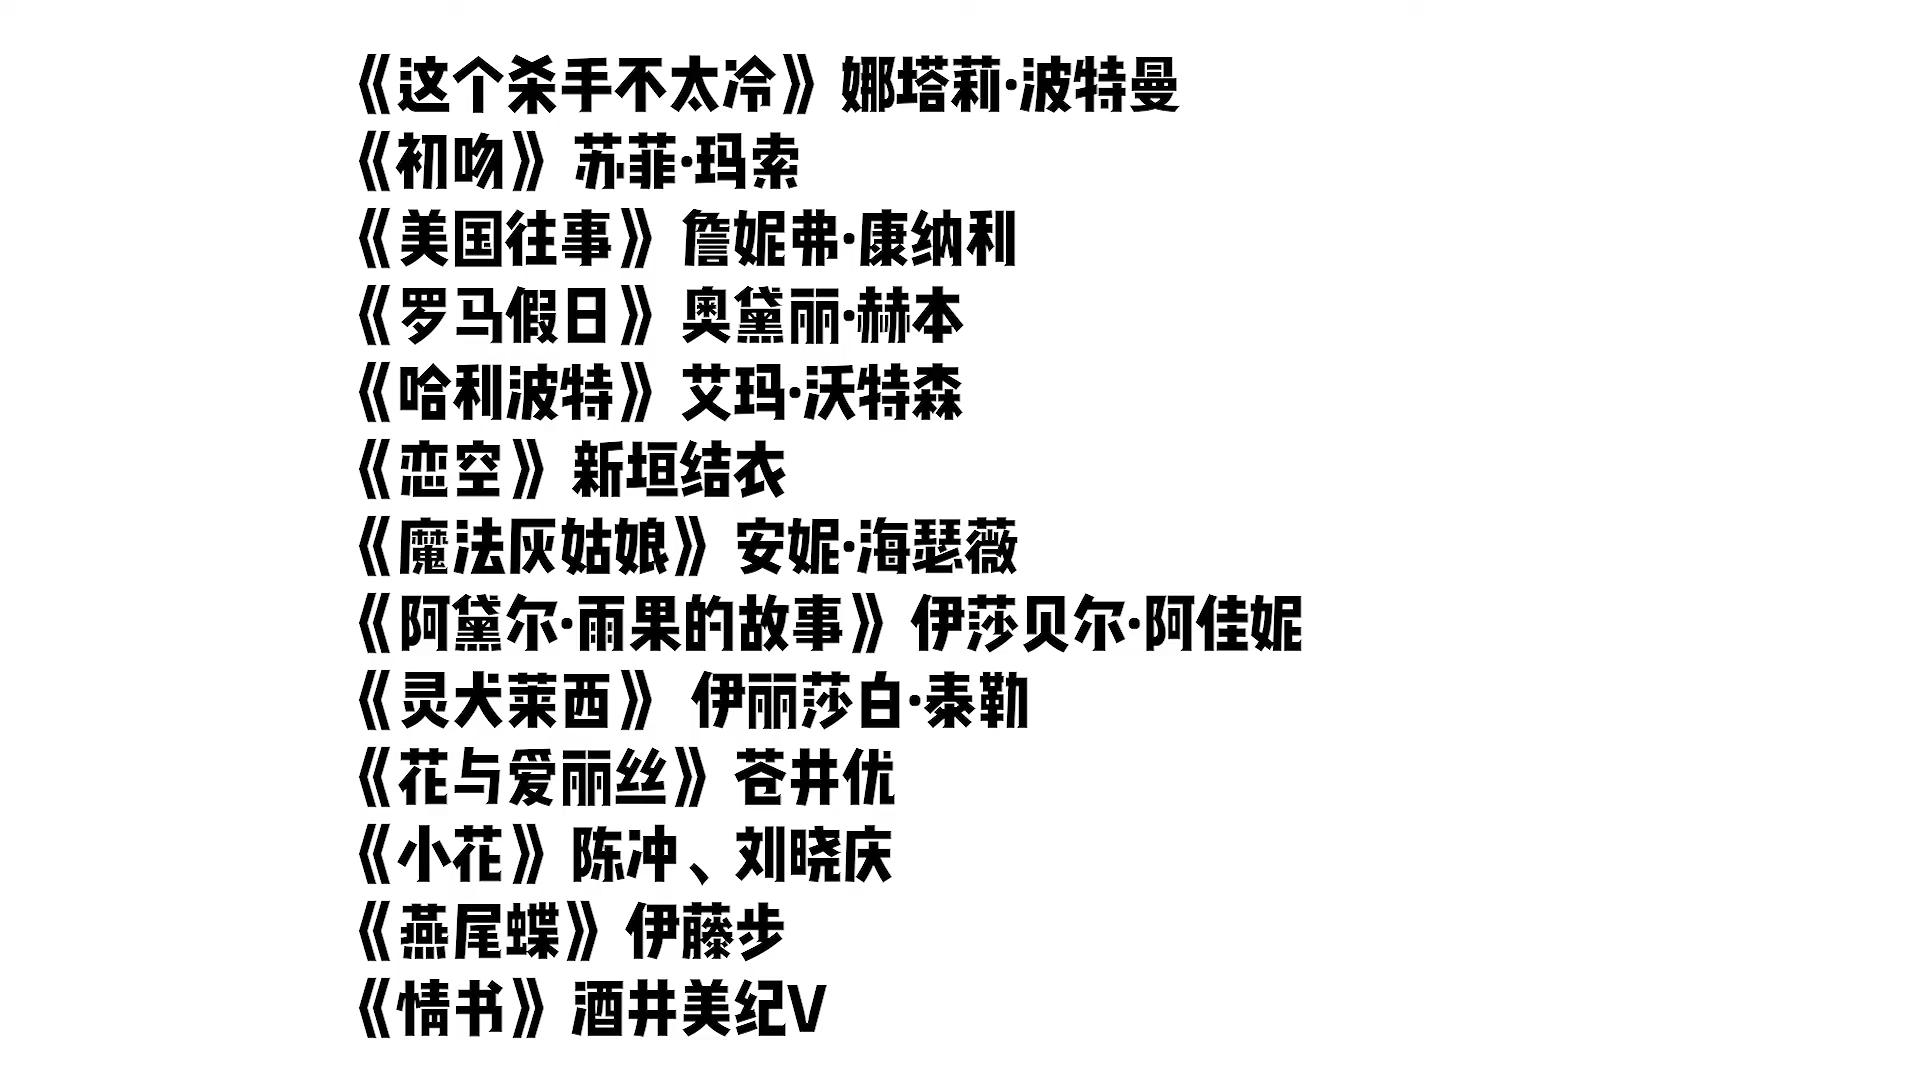 《这个杀手不太冷》娜塔莉·波特曼
《初吻》苏菲·玛索
《美国往事》詹妮弗·康纳利
《罗马假日》奥黛丽·赫本
《哈利波特》艾玛·沃特森
《恋空》新垣结衣
《魔法灰姑娘》安妮·海瑟薇
《阿黛尔·雨果的故事》伊莎贝尔·阿佳妮
《灵犬莱西》 伊丽莎白·泰勒
《花与爱丽丝》苍井优
《小花》陈冲、刘晓庆
《燕尾蝶》伊藤步
《情书》酒井美纪V